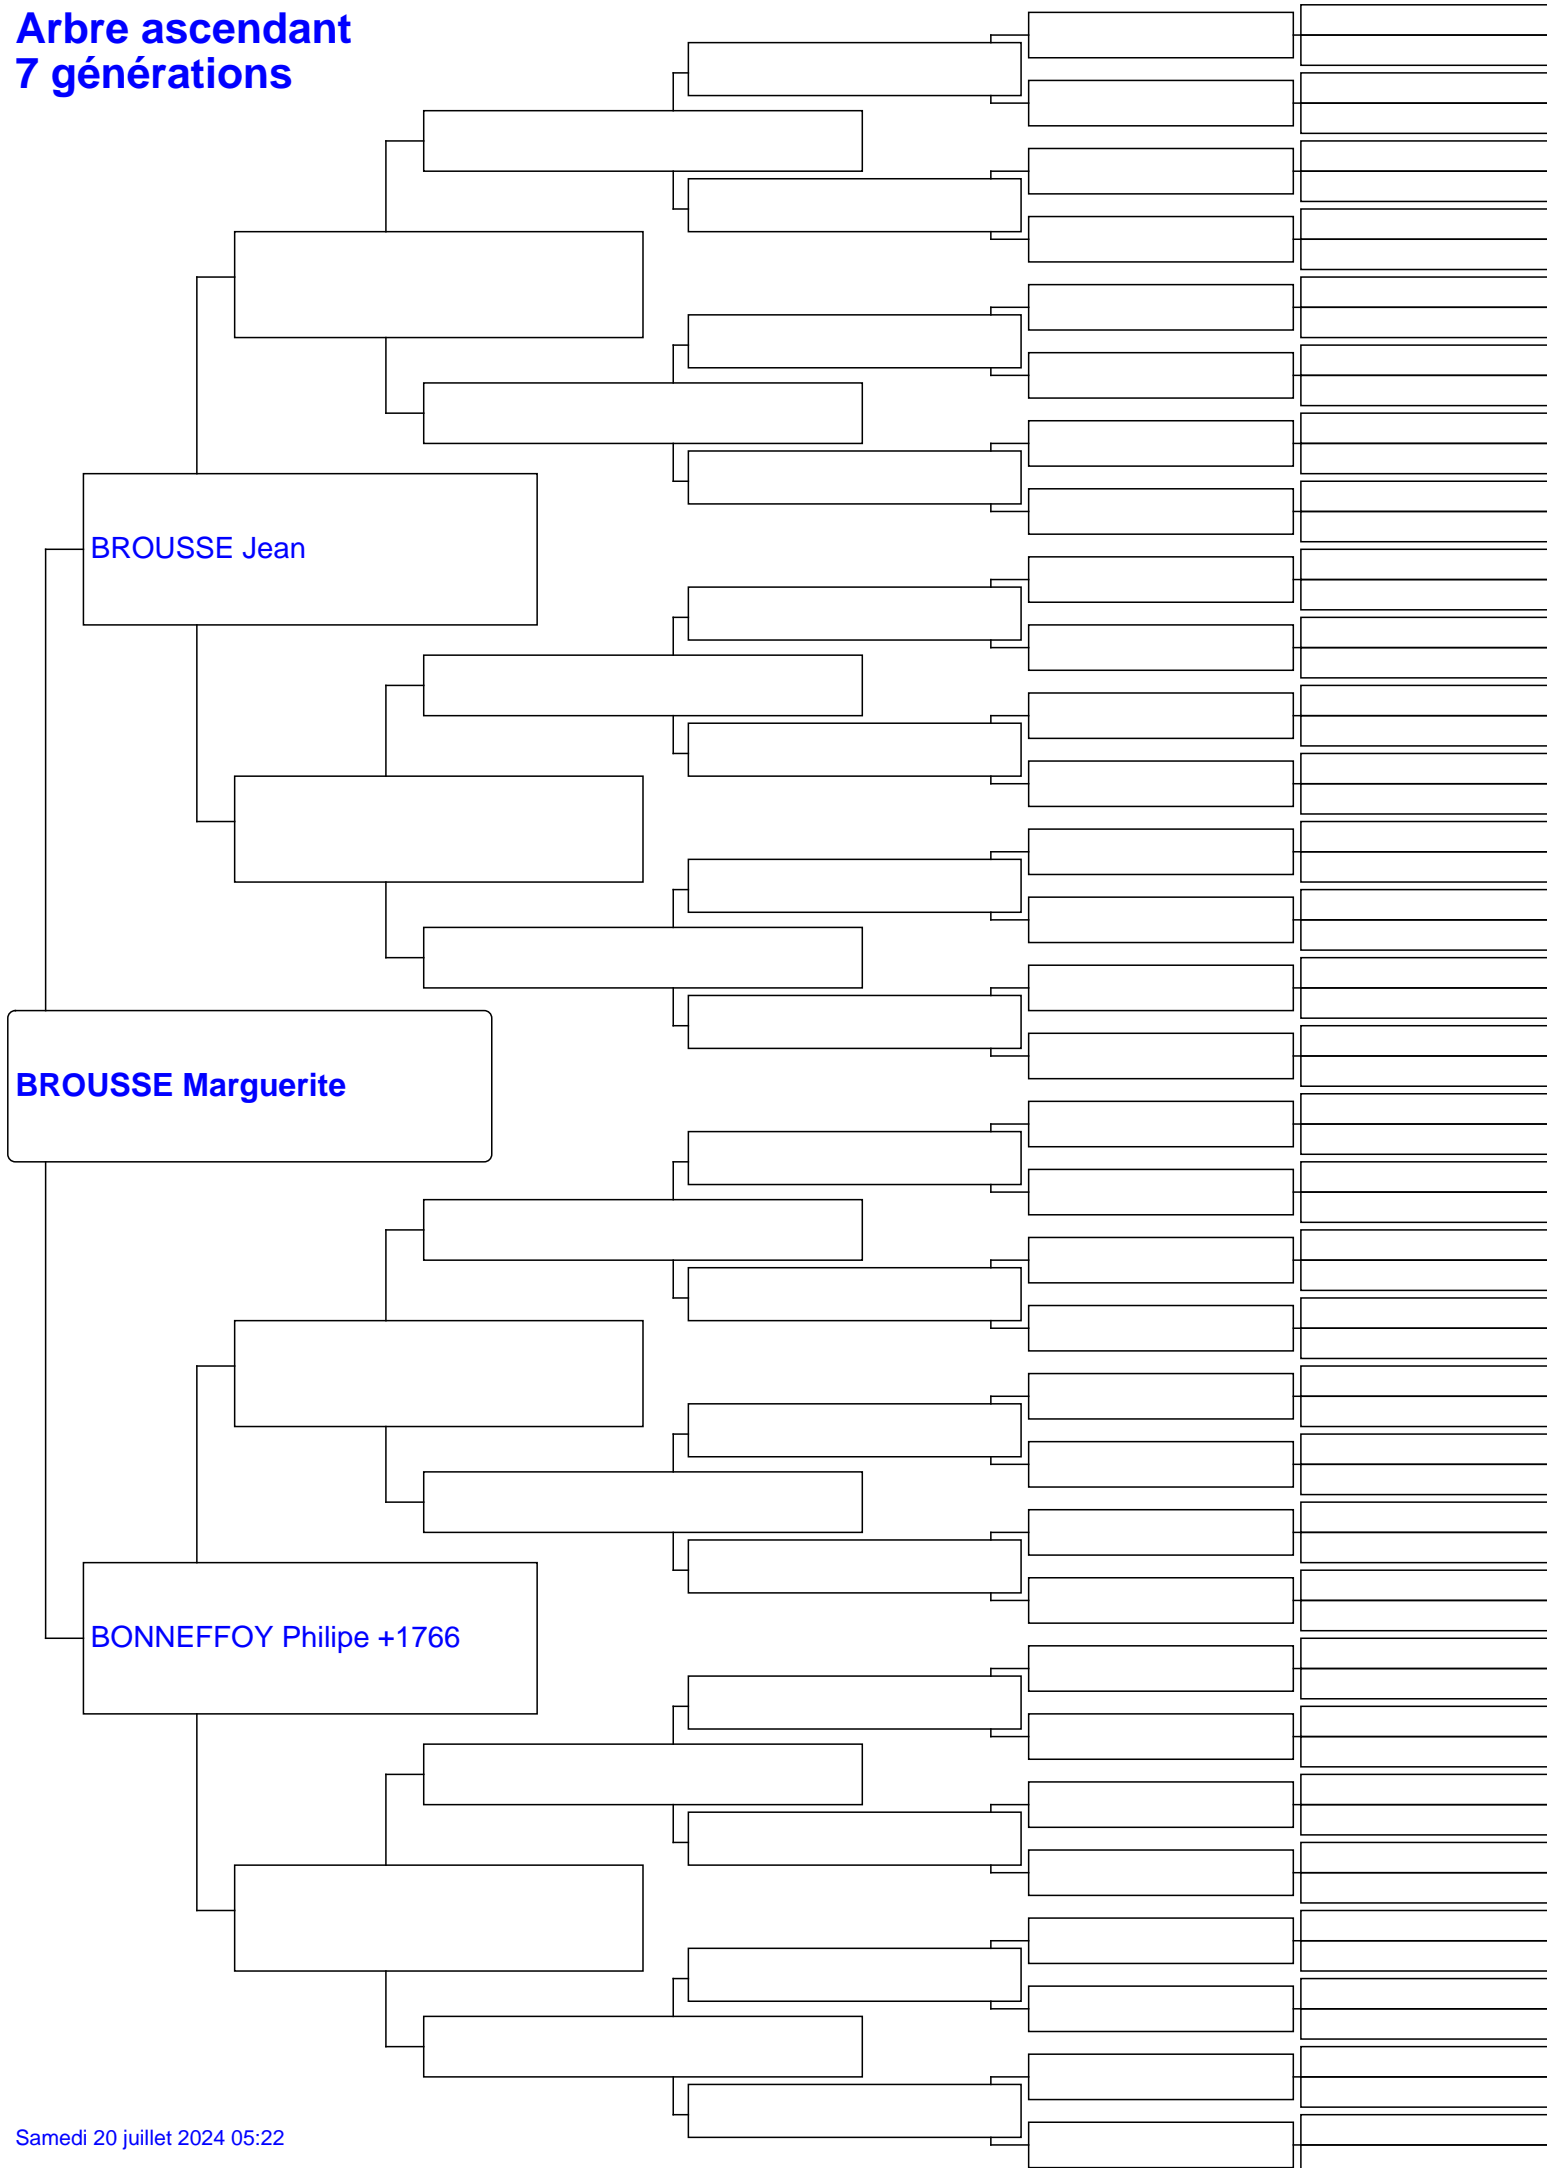 Arbre ascendant
7 générations
BROUSSE Jean
BROUSSE Marguerite
BONNEFFOY Philipe +1766
Samedi 20 juillet 2024 05:22